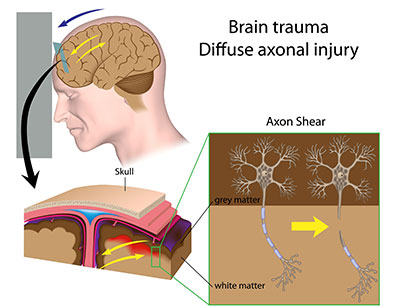 Brain trauma
Diffuse axonal injury
Axon Shear
Skull
grey matter
white matter